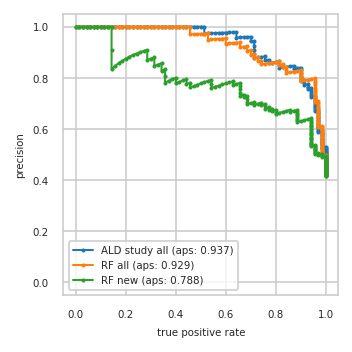 precision
1.0
0.8
0.6
0.4
0.2
0.0
ALD study all (aps: 0.937)
RF all (aps: 0.929)
RF new (aps: 0.788)
0.0 0.2 0.4 0.6 0.8 1.0
true positive rate